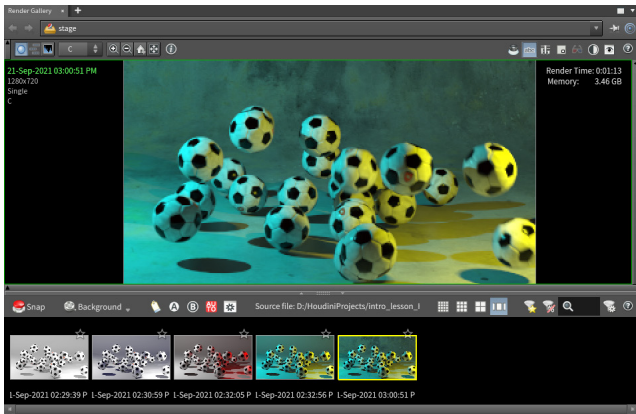 Render Gallery
stage
C
21-Sep-2021 03:00:51 PM
1280x720
Single
C
Render Time: 0:01:13
Memory: 3.46 GB
Snap
Background
A
B
Source file: D:/HoudiniProjects/intro_lesson_l
1-Sep-2021 02:29:39 P
1-Sep-2021 02:30:59 P
1-Sep-2021 02:32:05 P
1-Sep-2021 02:32:56 P
1-Sep-2021 03:00:51 P